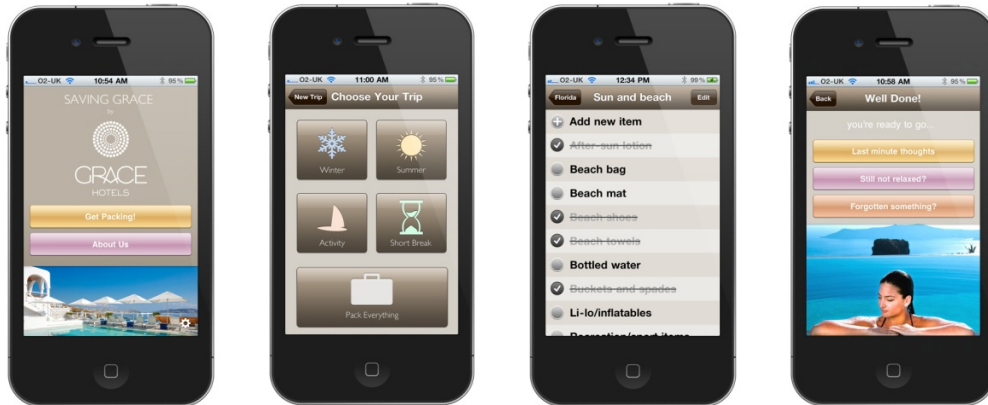 O2-UK 10:54 AM 95%
SAVING GRACE
by
GRACE
HOTELS
Get Packing!
About Us
O2-UK 11:00 AM 95%
New Trip Choose Your Trip
Winter Summer
Activity Short Break
Pack Everything
O2-UK 12:34 PM 99%
Florida Sun and beach Edit
Add new item
After-sun lotion
Beach bag
Beach mat
Beach shoes
Beach towels
Bottled water
Buckets and spades
Li-lo/inflatables
Recreation/sport items
O2-UK 10:58 AM 95%
Back Well Done!
you're ready to go...
Last minute thoughts
Still not relaxed?
Forgotten something?